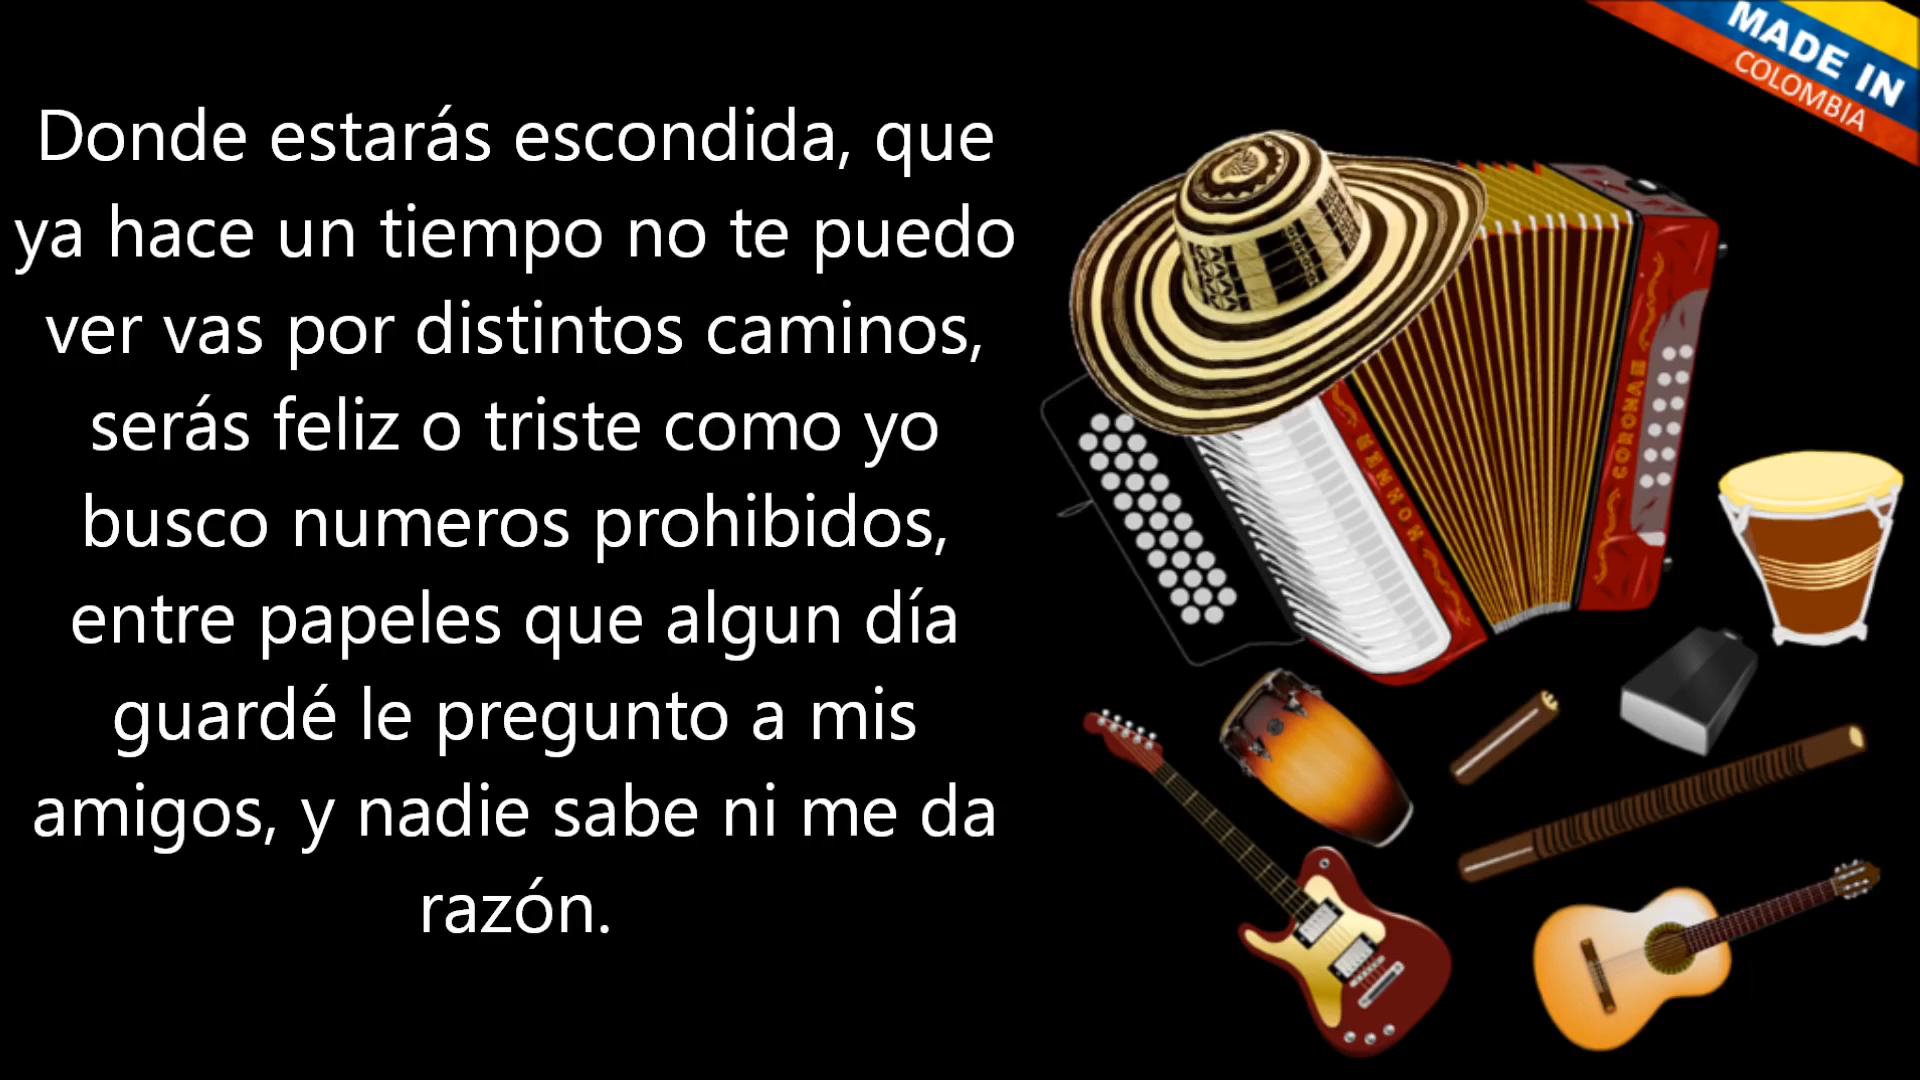 Donde estarás escondida, que
ya hace un tiempo no te puedo
ver vas por distintos caminos,
serás feliz o triste como yo
busco numeros prohibidos,
entre papeles que algun día
guardé le pregunto a mis
amigos, y nadie sabe ni me da
razón.
MADE IN
COLOMBIA
HOHNER
CORONA III